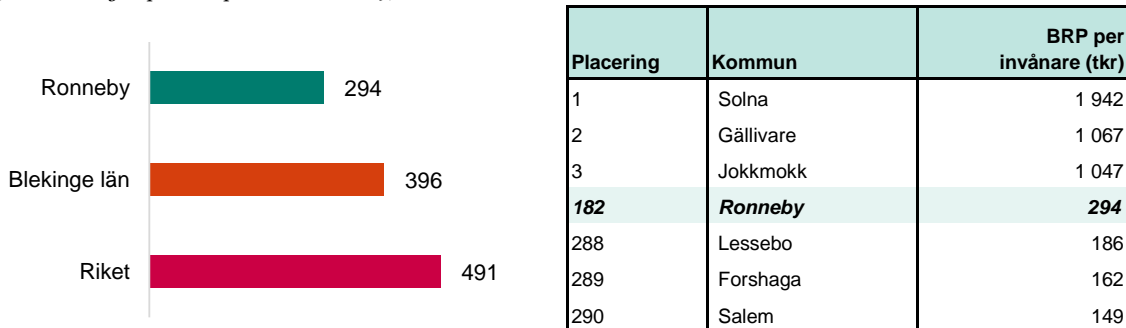 Ronneby 294
Blekinge län 396
Riket 491
Placering Kommun BRP per invånare (tkr)
1 Solna 1 942
2 Gällivare 1 067
3 Jokkmokk 1 047
182 Ronneby 294
288 Lessebo 186
289 Forshaga 162
290 Salem 149